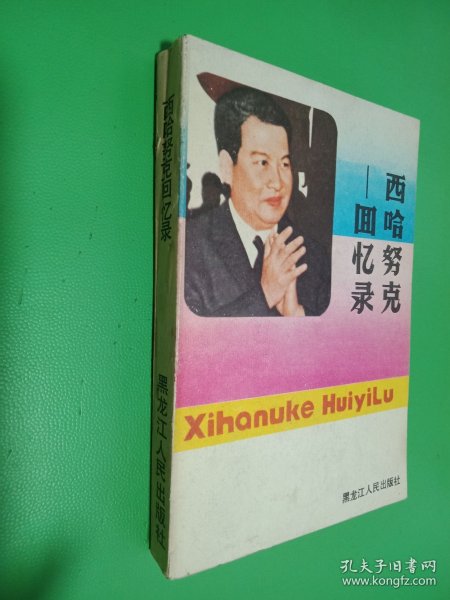 西哈努克回忆录
黑龙江人民出版社
西哈努克
—回忆录
Xihanuke HuiyiLu
黑龙江人民出版社
孔夫子旧书网
www.kongfz.com